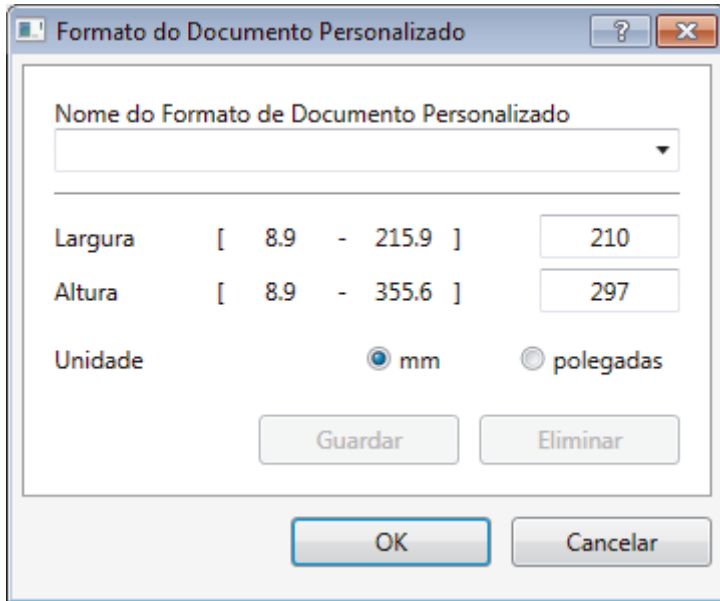 Formato do Documento Personalizado
Nome do Formato de Documento Personalizado
Largura [ 8.9 - 215.9 ] 210
Altura [ 8.9 - 355.6 ] 297
Unidade mm polegadas
Guardar Eliminar
OK Cancelar